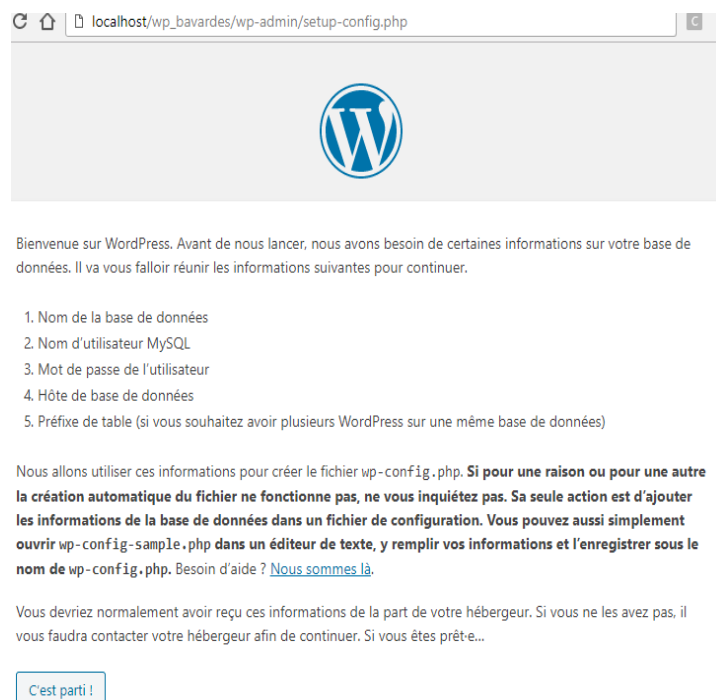 localhost/wp_bavardes/wp-admin/setup-config.php
C
W
Bienvenue sur WordPress. Avant de nous lancer, nous avons besoin de certaines informations sur votre base de
données. Il va vous falloir réunir les informations suivantes pour continuer.
1. Nom de la base de données
2. Nom d’utilisateur MySQL
3. Mot de passe de l’utilisateur
4. Hôte de base de données
5. Préfixe de table (si vous souhaitez avoir plusieurs WordPress sur une même base de données)
Nous allons utiliser ces informations pour créer le fichier wp-config.php. Si pour une raison ou pour une autre
la création automatique du fichier ne fonctionne pas, ne vous inquiétez pas. Sa seule action est d’ajouter
les informations de la base de données dans un fichier de configuration. Vous pouvez aussi simplement
ouvrir wp-config-sample.php dans un éditeur de texte, y remplir vos informations et l’enregistrer sous le
nom de wp-config.php. Besoin d’aide ? Nous sommes là.
Vous devriez normalement avoir reçu ces informations de la part de votre hébergeur. Si vous ne les avez pas, il
vous faudra contacter votre hébergeur afin de continuer. Si vous êtes prêt·e…
C’est parti !